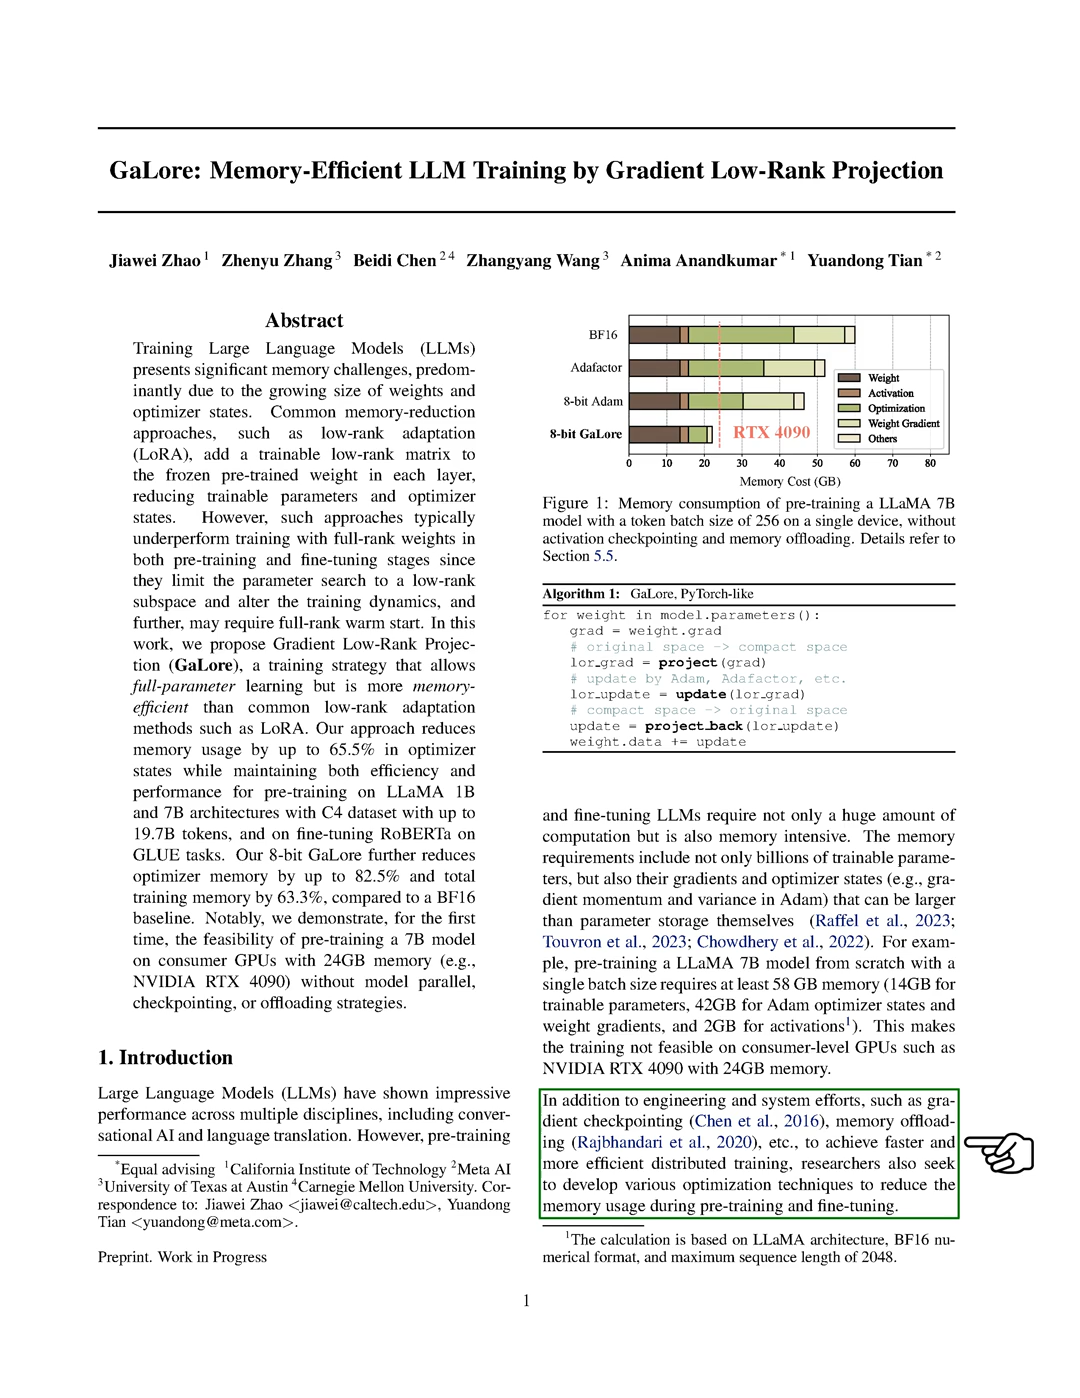 GaLore: Memory-Efficient LLM Training by Gradient Low-Rank Projection
Jiawei Zhao 1 Zhenyu Zhang 3 Beidi Chen 2 4 Zhangyang Wang 3 Anima Anandkumar * 1 Yuandong Tian * 2
Abstract
Training Large Language Models (LLMs)
presents significant memory challenges, predom-
inantly due to the growing size of weights and
optimizer states. Common memory-reduction
approaches, such as low-rank adaptation
(LoRA), add a trainable low-rank matrix to
the frozen pre-trained weight in each layer,
reducing trainable parameters and optimizer
states. However, such approaches typically
underperform training with full-rank weights in
both pre-training and fine-tuning stages since
they limit the parameter search to a low-rank
subspace and alter the training dynamics, and
further, may require full-rank warm start. In this
work, we propose Gradient Low-Rank Projec-
tion (GaLore), a training strategy that allows
full-parameter learning but is more memory-
efficient than common low-rank adaptation
methods such as LoRA. Our approach reduces
memory usage by up to 65.5% in optimizer
states while maintaining both efficiency and
performance for pre-training on LLaMA 1B
and 7B architectures with C4 dataset with up to
19.7B tokens, and on fine-tuning RoBERTa on
GLUE tasks. Our 8-bit GaLore further reduces
optimizer memory by up to 82.5% and total
training memory by 63.3%, compared to a BF16
baseline. Notably, we demonstrate, for the first
time, the feasibility of pre-training a 7B model
on consumer GPUs with 24GB memory (e.g.,
NVIDIA RTX 4090) without model parallel,
checkpointing, or offloading strategies.
1. Introduction
Large Language Models (LLMs) have shown impressive
performance across multiple disciplines, including conver-
sational AI and language translation. However, pre-training
*Equal advising 1California Institute of Technology 2Meta AI
3University of Texas at Austin 4Carnegie Mellon University. Cor-
respondence to: Jiawei Zhao <jiawei@caltech.edu>, Yuandong
Tian <yuandong@meta.com>.
Preprint. Work in Progress
BF16
Adafactor
8-bit Adam
8-bit GaLore
RTX 4090
Weight
Activation
Optimization
Weight Gradient
Others
0 10 20 30 40 50 60 70 80
Memory Cost (GB)
Figure 1: Memory consumption of pre-training a LLaMA 7B
model with a token batch size of 256 on a single device, without
activation checkpointing and memory offloading. Details refer to
Section 5.5.
Algorithm 1: GaLore, PyTorch-like
for weight in model.parameters():
grad = weight.grad
# original space -> compact space
lor_grad = project(grad)
# update by Adam, Adafactor, etc.
lor_update = update(lor_grad)
# compact space -> original space
update = project_back(lor_update)
weight.data += update
and fine-tuning LLMs require not only a huge amount of
computation but is also memory intensive. The memory
requirements include not only billions of trainable parame-
ters, but also their gradients and optimizer states (e.g., gra-
dient momentum and variance in Adam) that can be larger
than parameter storage themselves (Raffel et al., 2023;
Touvron et al., 2023; Chowdhery et al., 2022). For exam-
ple, pre-training a LLaMA 7B model from scratch with a
single batch size requires at least 58 GB memory (14GB for
trainable parameters, 42GB for Adam optimizer states and
weight gradients, and 2GB for activations1). This makes
the training not feasible on consumer-level GPUs such as
NVIDIA RTX 4090 with 24GB memory.
In addition to engineering and system efforts, such as gra-
dient checkpointing (Chen et al., 2016), memory offload-
ing (Rajbhandari et al., 2020), etc., to achieve faster and
more efficient distributed training, researchers also seek
to develop various optimization techniques to reduce the
memory usage during pre-training and fine-tuning.
1The calculation is based on LLaMA architecture, BF16 nu-
merical format, and maximum sequence length of 2048.
1